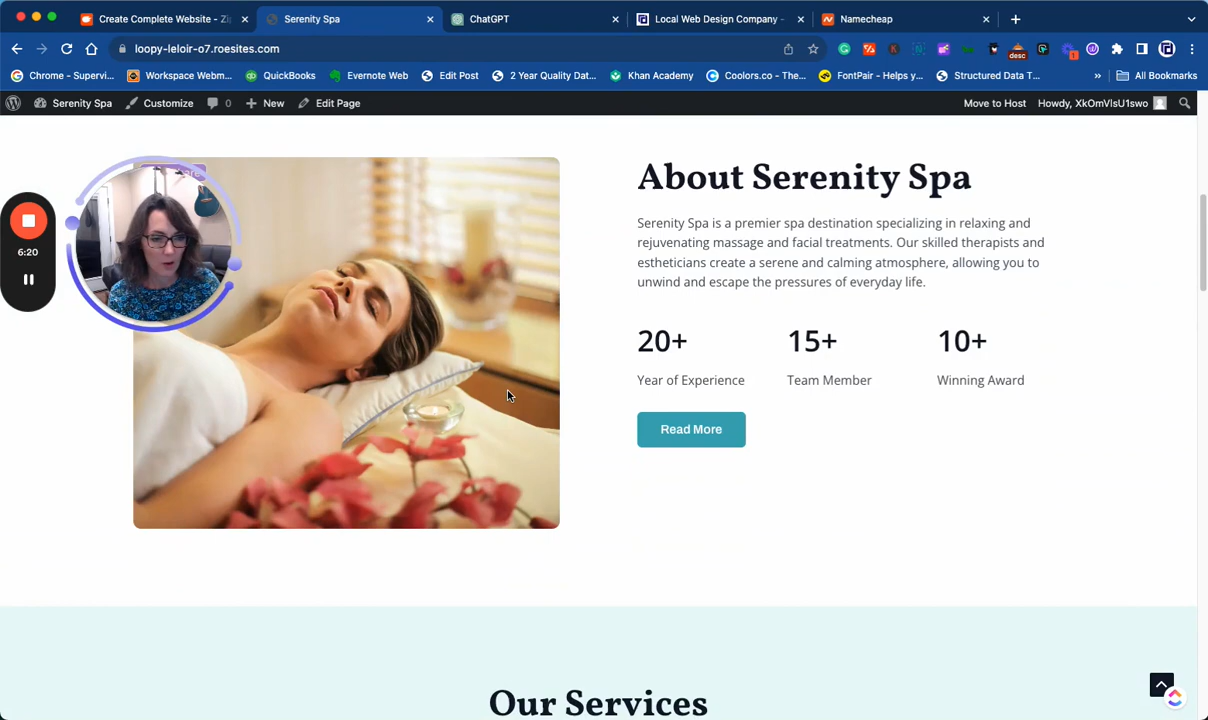 Create Complete Website - Zip
Serenity Spa
ChatGPT
Local Web Design Company -
Namecheap
loopy-leloir-o7.roesites.com
desc
1
Chrome - Supervi...
Workspace Webm...
QuickBooks
Evernote Web
Edit Post
2 Year Quality Dat...
Khan Academy
Coolors.co - The...
FontPair - Helps y...
Structured Data T...
»
All Bookmarks
Serenity Spa
Customize
0
New
Edit Page
Move to Host
Howdy, XkOmVlsU1swo
6:20
About Serenity Spa
Serenity Spa is a premier spa destination specializing in relaxing and
rejuvenating massage and facial treatments. Our skilled therapists and
estheticians create a serene and calming atmosphere, allowing you to
unwind and escape the pressures of everyday life.
20+
15+
10+
Year of Experience
Team Member
Winning Award
Read More
Our Services